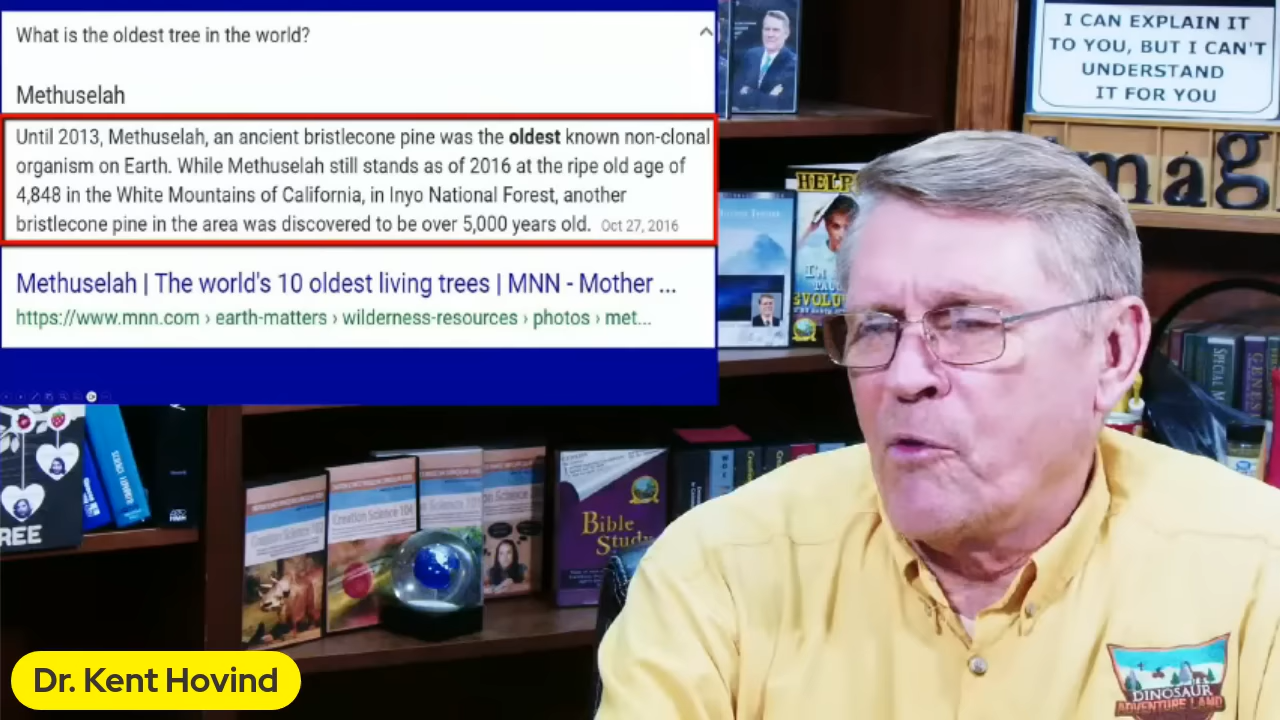 What is the oldest tree in the world?
Methuselah
Until 2013, Methuselah, an ancient bristlecone pine was the oldest known non-clonal
organism on Earth. While Methuselah still stands as of 2016 at the ripe old age of
4,848 in the White Mountains of California, in Inyo National Forest, another
bristlecone pine in the area was discovered to be over 5,000 years old. Oct 27, 2016
Methuselah | The world's 10 oldest living trees | MNN - Mother ...
https://www.mnn.com › earth-matters › wilderness-resources › photos › met...
I CAN EXPLAIN IT
TO YOU, BUT I CAN'T
UNDERSTAND
IT FOR YOU
imag
HELP
Creation Science 104
Bible
Study
REE
SPECIAL
DINOSAUR
ADVENTURE LAND
Dr. Kent Hovind